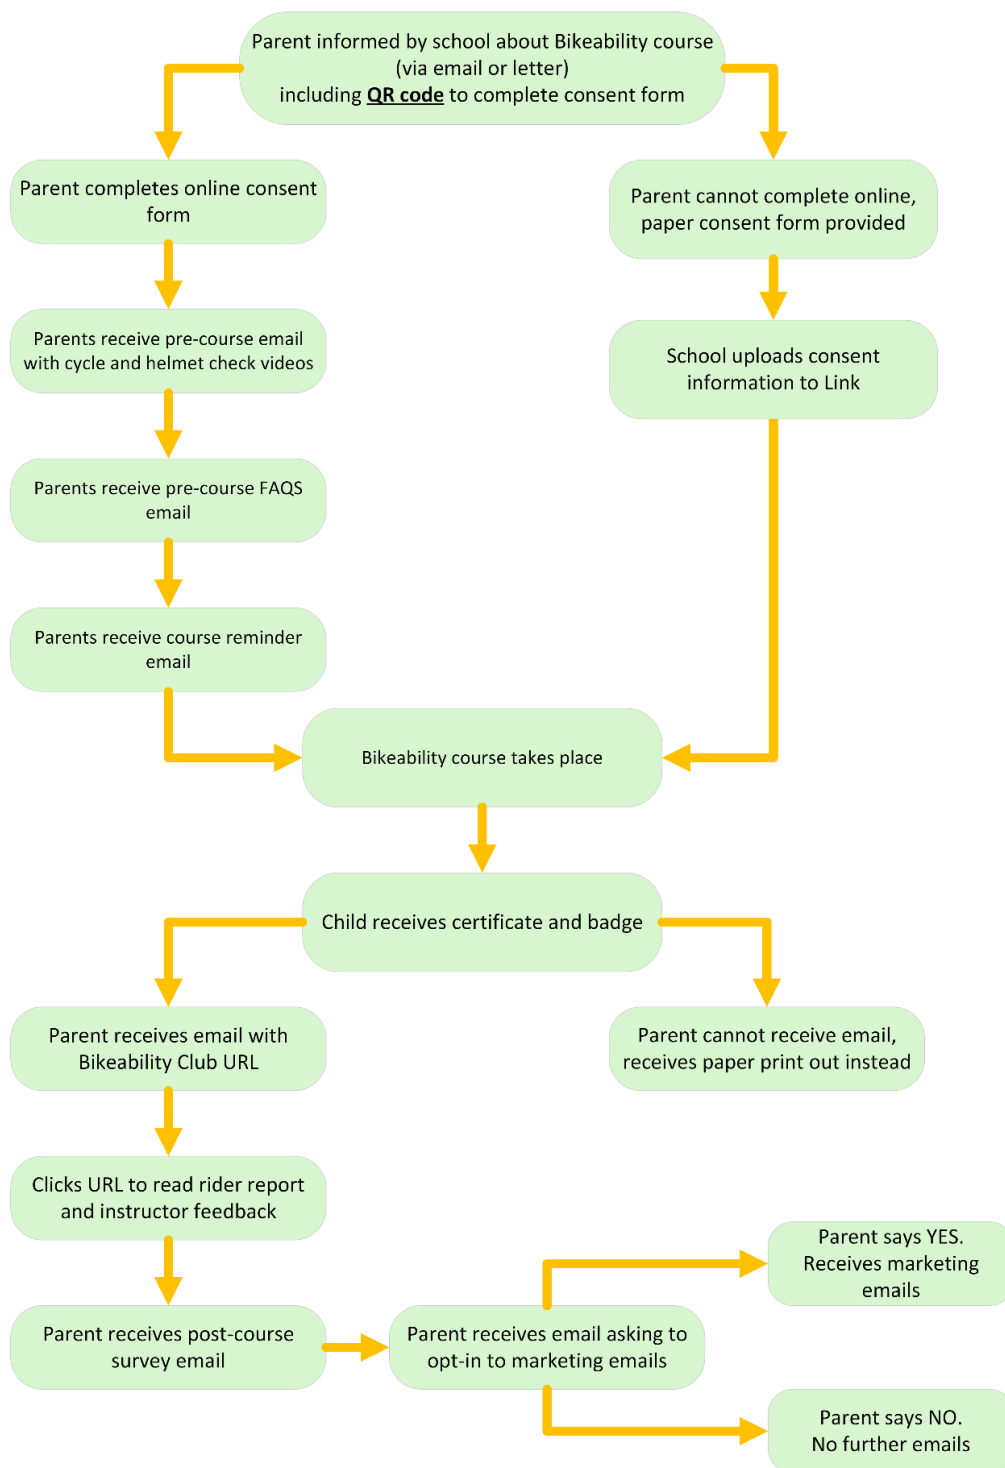 Parent informed by school about Bikeability course
(via email or letter)
including QR code to complete consent form
Parent completes online consent
form
Parent cannot complete online,
paper consent form provided
Parents receive pre-course email
with cycle and helmet check videos
School uploads consent
information to Link
Parents receive pre-course FAQS
email
Parents receive course reminder
email
Bikeability course takes place
Child receives certificate and badge
Parent receives email with
Bikeability Club URL
Parent cannot receive email,
receives paper print out instead
Clicks URL to read rider report
and instructor feedback
Parent receives post-course
survey email
Parent receives email asking to
opt-in to marketing emails
Parent says YES.
Receives marketing
emails
Parent says NO.
No further emails